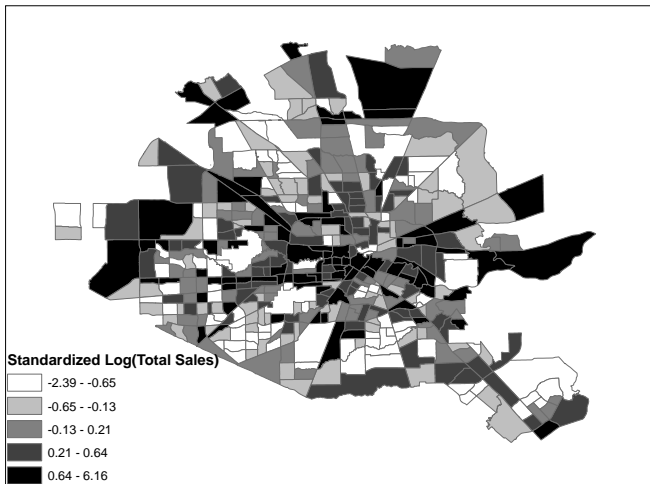 Standardized Log(Total Sales)
-2.39 - -0.65
-0.65 - -0.13
-0.13 - 0.21
0.21 - 0.64
0.64 - 6.16